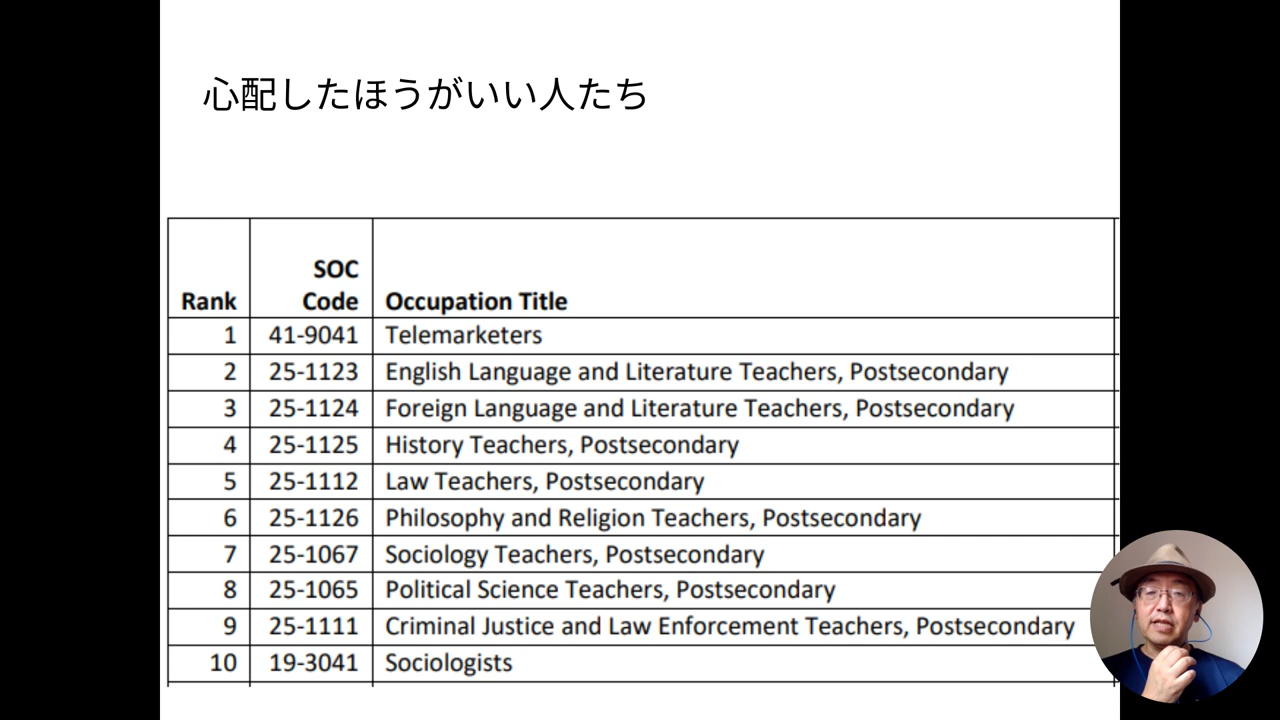 心配したほうがいい人たち
SOC
Rank Code Occupation Title
1 41-9041 Telemarketers
2 25-1123 English Language and Literature Teachers, Postsecondary
3 25-1124 Foreign Language and Literature Teachers, Postsecondary
4 25-1125 History Teachers, Postsecondary
5 25-1112 Law Teachers, Postsecondary
6 25-1126 Philosophy and Religion Teachers, Postsecondary
7 25-1067 Sociology Teachers, Postsecondary
8 25-1065 Political Science Teachers, Postsecondary
9 25-1111 Criminal Justice and Law Enforcement Teachers, Postsecondary
10 19-3041 Sociologists